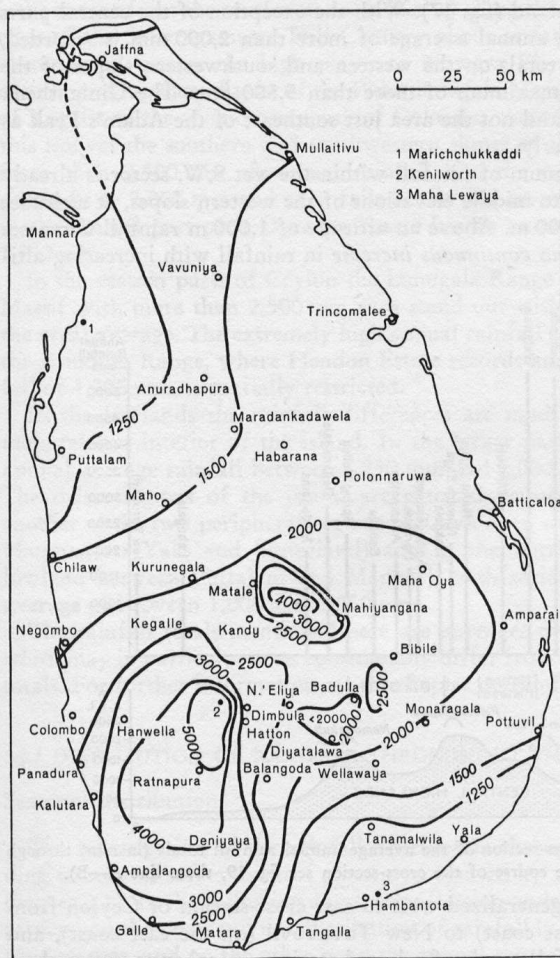 Jaffna
0 25 50 km
Mullaitivu
1 Marichchukkaddi
2 Kenilworth
3 Maha Lewaya
Mannar
Vavuniya
Trincomalee
1
Anuradhapura
1250
Maradankadawela
1500
Puttalam
Habarana
Polonnaruwa
Maho
Batticaloa
2000
Chilaw
Kurunegala
Maha Oya
Matale
4000
3000
Mahiyangana
2500
Negombo
Kegalle
Kandy
Amparai
Bibile
3000
2500
N.'Eliya
Badulla
2500
2
Dimbula
<2000
Monaragala
Pottuvil
Colombo
Hanwella
Hatton
2000
5000
Diyatalawa
2000
Panadura
Balangoda
Wellawaya
Ratnapura
1500
1250
Kalutara
4000
Deniyaya
Tanamalwila
Yala
Ambalangoda
3000
3
2500
Hambantota
Galle
Matara
Tangalla